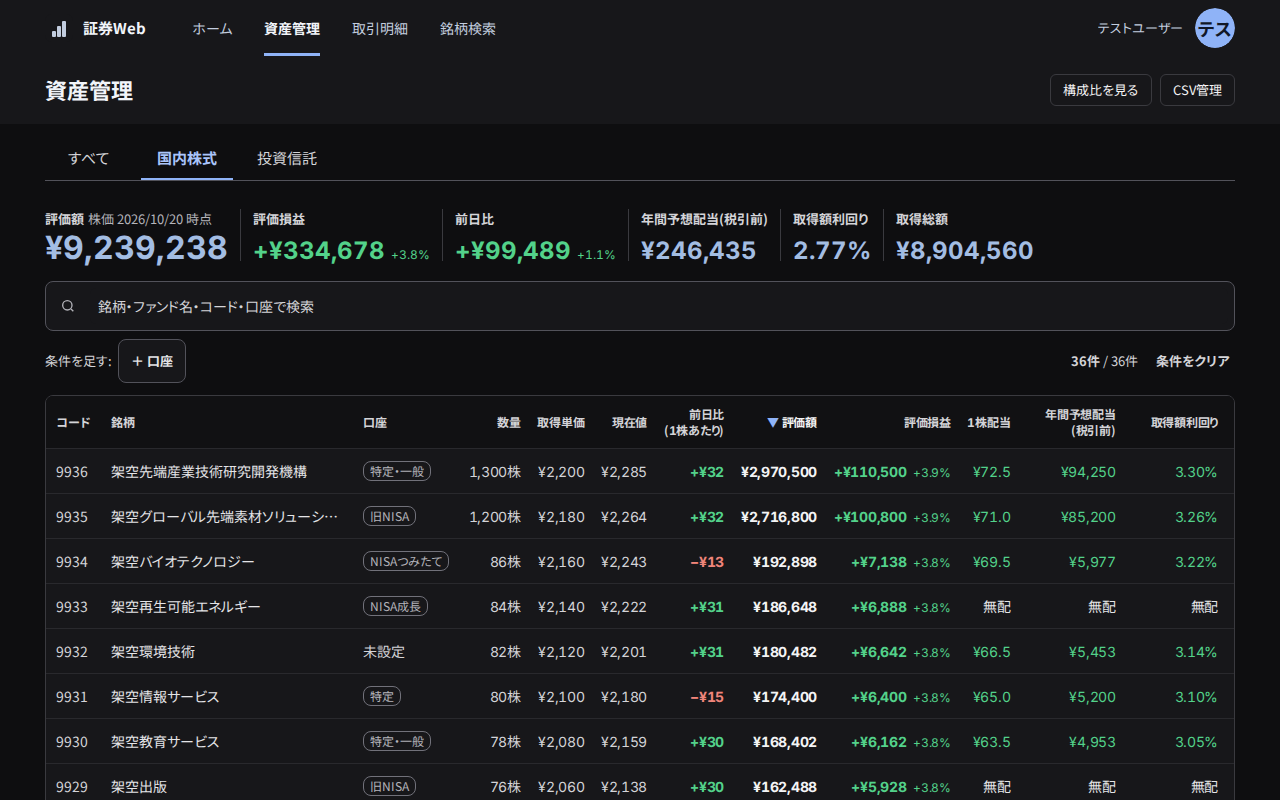 証券Web ホーム 資産管理 取引明細 銘柄検索 テストユーザー テス
資産管理 構成比を見る CSV管理
すべて 国内株式 投資信託
評価額 株価 2026/10/20 時点 評価損益 前日比 年間予想配当(税引前) 取得額利回り 取得総額
¥9,239,238 +¥334,678 +3.8% +¥99,489 +1.1% ¥246,435 2.77% ¥8,904,560
銘柄・ファンド名・コード・口座で検索
条件を足す: ＋ 口座 36件 / 36件 条件をクリア
コード 銘柄 口座 数量 取得単価 現在値 前日比 (1株あたり) ▼ 評価額 評価損益 1株配当 年間予想配当 (税引前) 取得額利回り
9936 架空先端産業技術研究開発機構 特定・一般 1,300株 ¥2,200 ¥2,285 +¥32 ¥2,970,500 +¥110,500 +3.9% ¥72.5 ¥94,250 3.30%
9935 架空グローバル先端素材ソリューシ… 旧NISA 1,200株 ¥2,180 ¥2,264 +¥32 ¥2,716,800 +¥100,800 +3.9% ¥71.0 ¥85,200 3.26%
9934 架空バイオテクノロジー NISAつみたて 86株 ¥2,160 ¥2,243 −¥13 ¥192,898 +¥7,138 +3.8% ¥69.5 ¥5,977 3.22%
9933 架空再生可能エネルギー NISA成長 84株 ¥2,140 ¥2,222 +¥31 ¥186,648 +¥6,888 +3.8% 無配 無配 無配
9932 架空環境技術 未設定 82株 ¥2,120 ¥2,201 +¥31 ¥180,482 +¥6,642 +3.8% ¥66.5 ¥5,453 3.14%
9931 架空情報サービス 特定 80株 ¥2,100 ¥2,180 −¥15 ¥174,400 +¥6,400 +3.8% ¥65.0 ¥5,200 3.10%
9930 架空教育サービス 特定・一般 78株 ¥2,080 ¥2,159 +¥30 ¥168,402 +¥6,162 +3.8% ¥63.5 ¥4,953 3.05%
9929 架空出版 旧NISA 76株 ¥2,060 ¥2,138 +¥30 ¥162,488 +¥5,928 +3.8% 無配 無配 無配